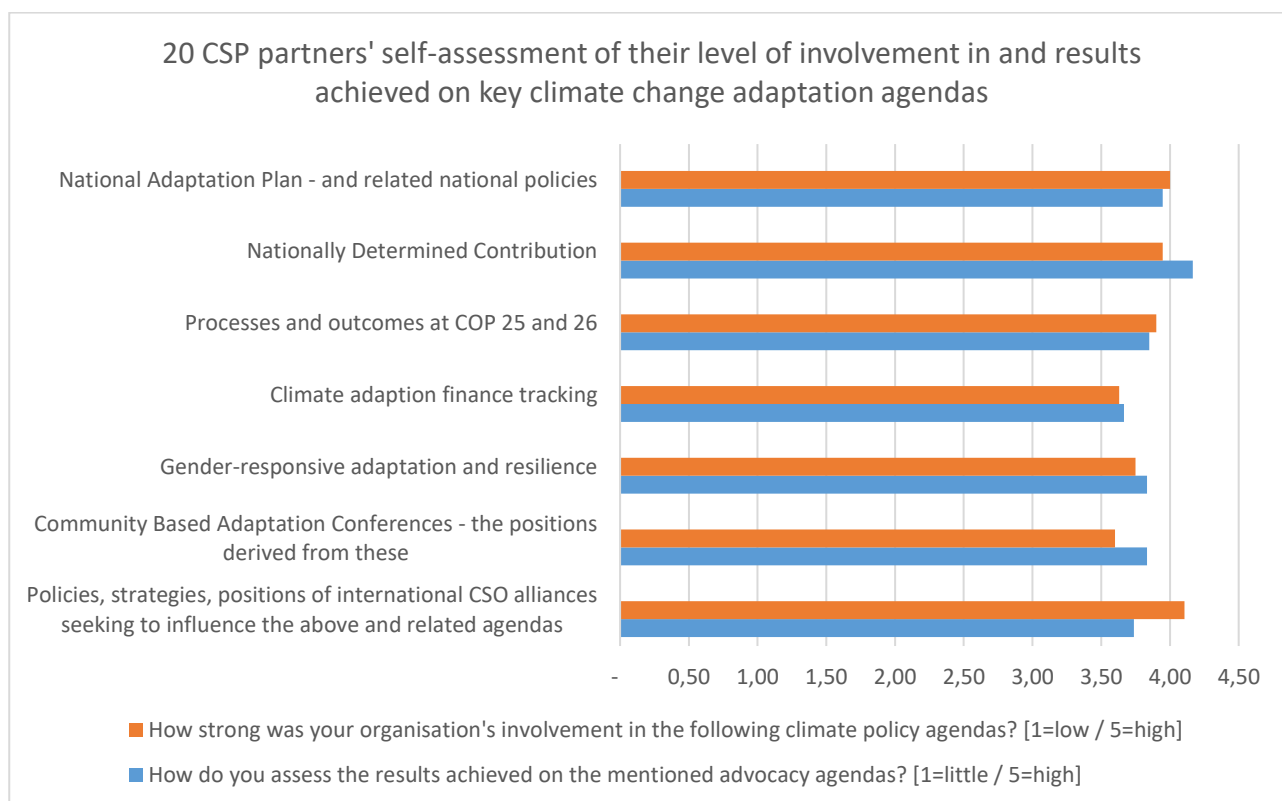 20 CSP partners' self-assessment of their level of involvement in and results
achieved on key climate change adaptation agendas
National Adaptation Plan - and related national policies
Nationally Determined Contribution
Processes and outcomes at COP 25 and 26
Climate adaption finance tracking
Gender-responsive adaptation and resilience
Community Based Adaptation Conferences - the positions
derived from these
Policies, strategies, positions of international CSO alliances
seeking to influence the above and related agendas
- 0,50 1,00 1,50 2,00 2,50 3,00 3,50 4,00 4,50
How strong was your organisation's involvement in the following climate policy agendas? [1=low / 5=high]
How do you assess the results achieved on the mentioned advocacy agendas? [1=little / 5=high]